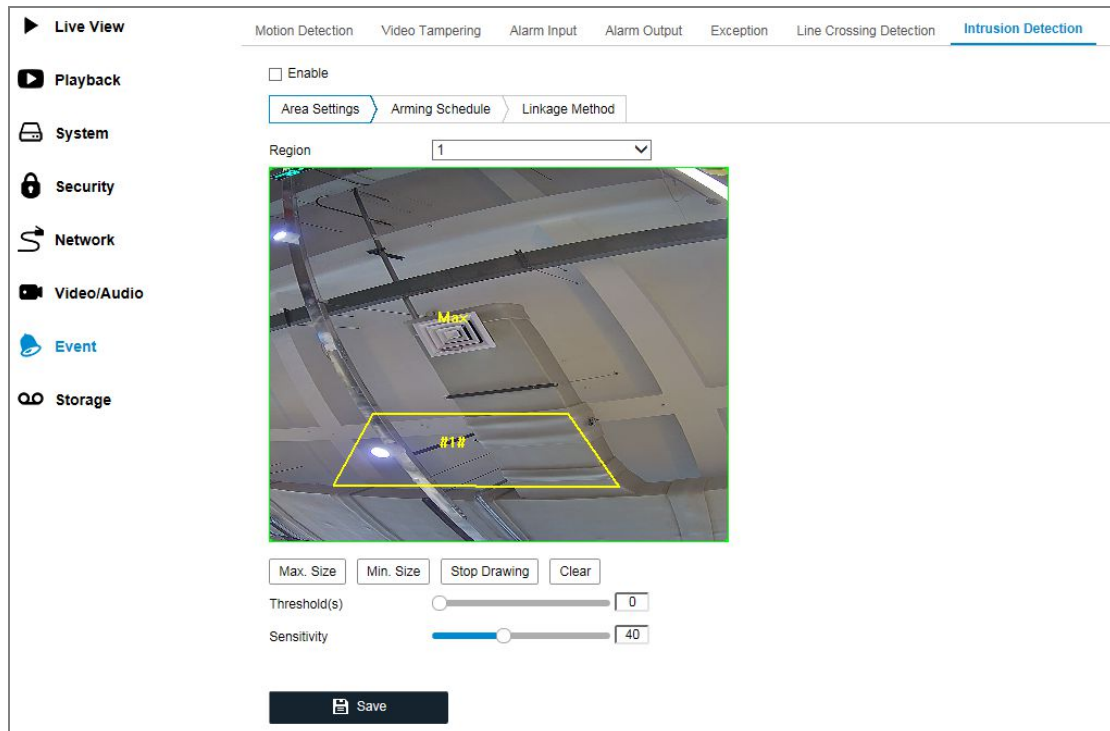 Live View
Playback
System
Security
Network
Video/Audio
Event
Storage
Motion Detection Video Tampering Alarm Input Alarm Output Exception Line Crossing Detection Intrusion Detection
Enable
Area Settings Arming Schedule Linkage Method
Region 1
Max
#1#
Max. Size Min. Size Stop Drawing Clear
Threshold(s) 0
Sensitivity 40
Save